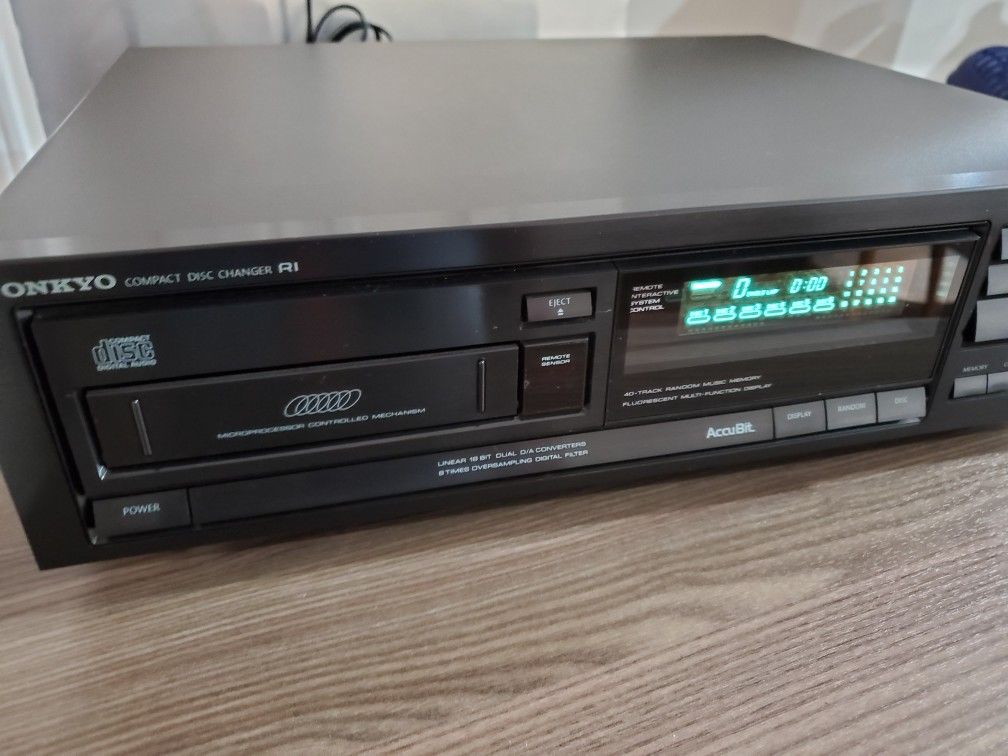 ONKYO COMPACT DISC CHANGER RI
EJECT
COMPACT
disc
DIGITAL AUDIO
REMOTE
SENSOR
MICROPROCESSOR CONTROLLED MECHANISM
LINEAR 18 BIT DUAL D/A CONVERTERS
8 TIMES OVERSAMPLING DIGITAL FILTER
POWER
REMOTE
INTERACTIVE
SYSTEM
CONTROL
0 0:00
40-TRACK RANDOM MUSIC MEMORY
FLUORESCENT MULTI-FUNCTION DISPLAY
AccuBit
DISPLAY
RANDOM
DISC
MEMORY